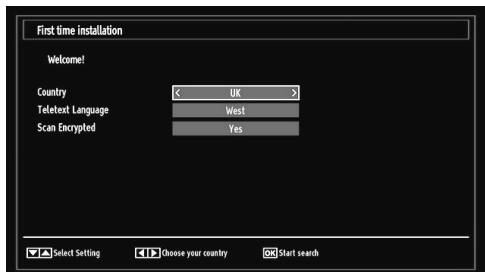 First time installation
Welcome!
Country < UK >
Teletext Language West
Scan Encrypted Yes
Select Setting Choose your country OK Start search